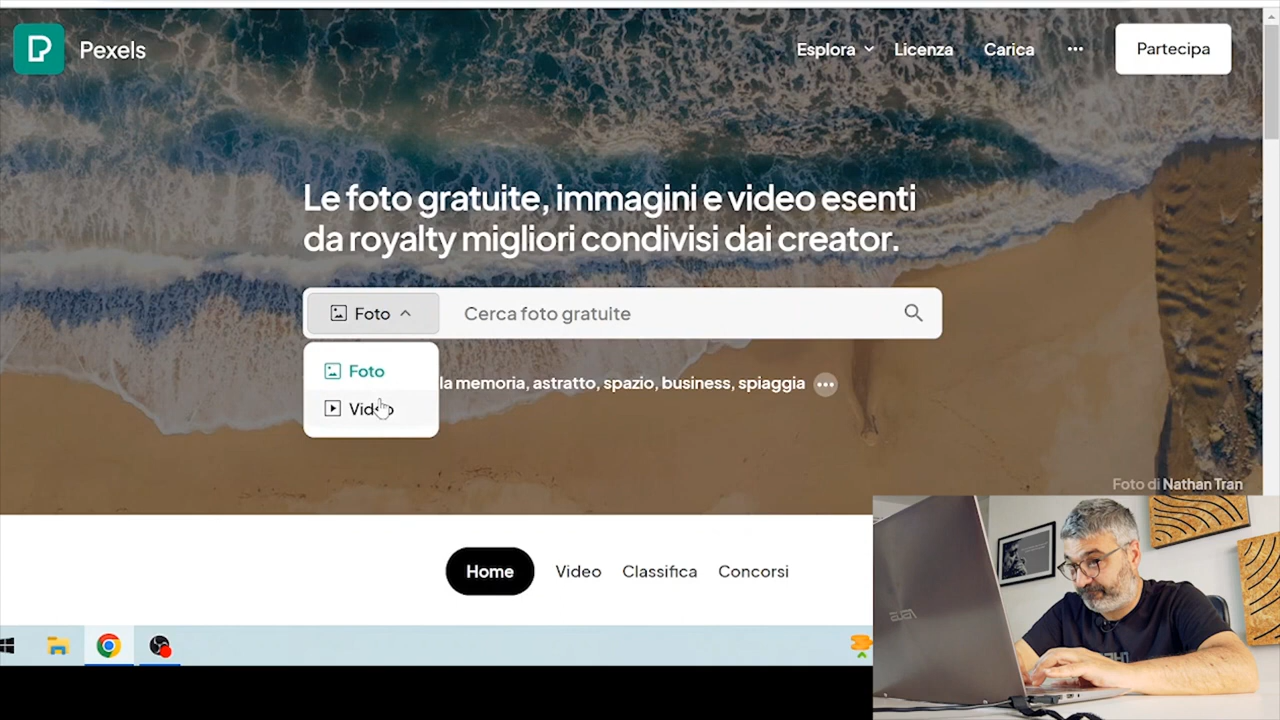 Pexels
Esplora
Licenza
Carica
Partecipa
Le foto gratuite, immagini e video esenti
da royalty migliori condivisi dai creator.
Foto
Cerca foto gratuite
Foto
Video
la memoria, astratto, spazio, business, spiaggia
Foto di Nathan Tran
Home
Video
Classifica
Concorsi